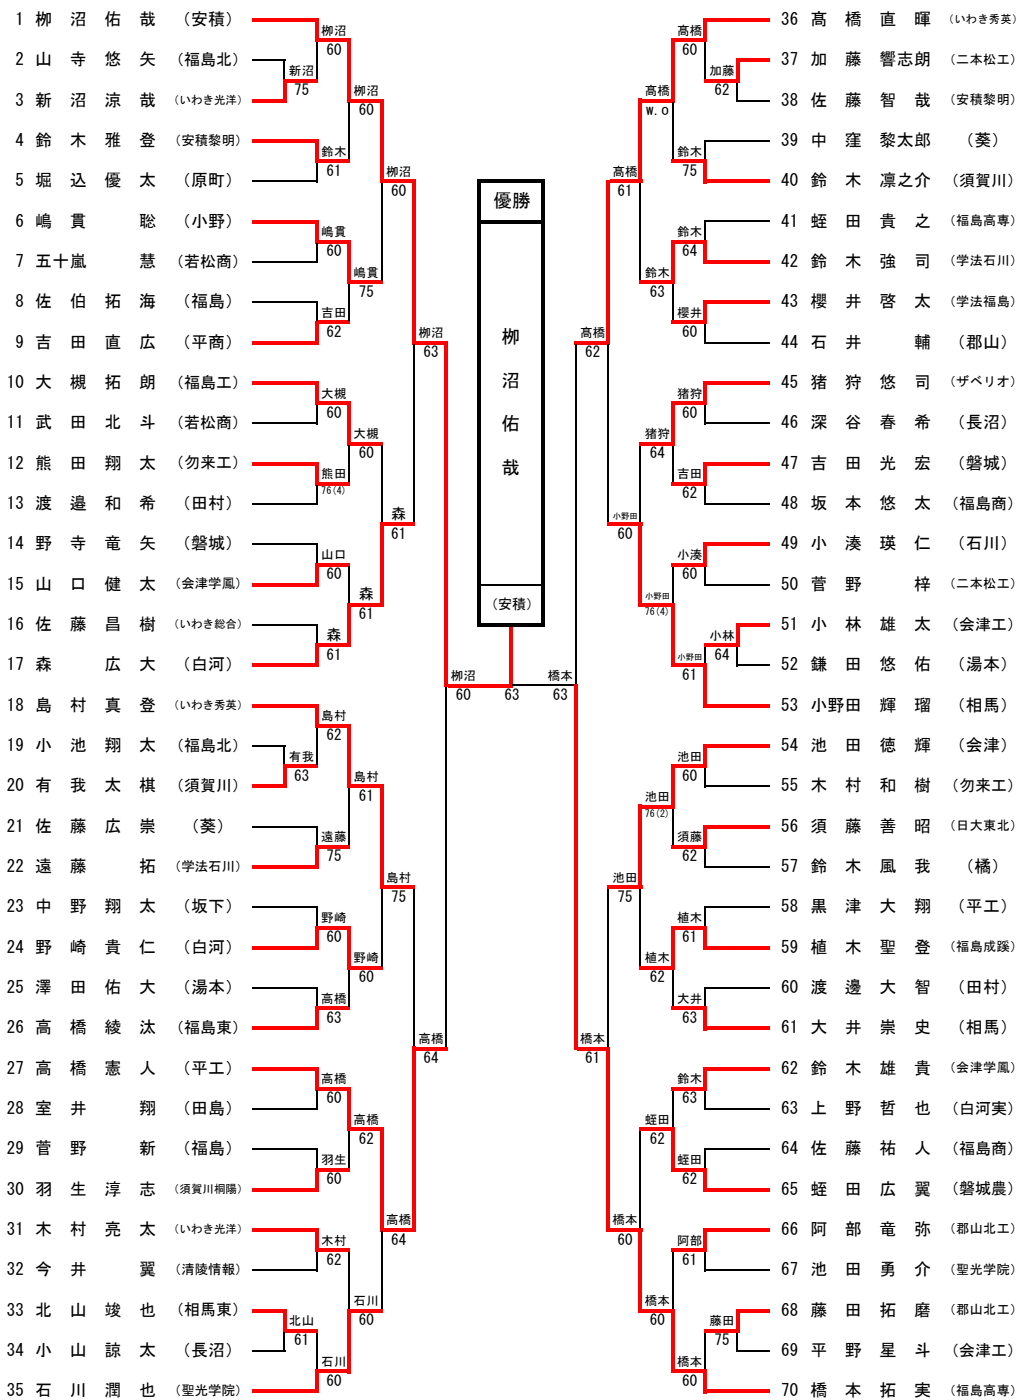 1 柳沼佑哉 (安積)
2 山寺悠矢 (福島北)
3 新沼涼哉 (いわき光洋)
4 鈴木雅登 (安積黎明)
5 堀込優太 (原町)
6 嶋貫聡 (小野)
7 五十嵐慧 (若松商)
8 佐伯拓海 (福島)
9 吉田直広 (平商)
10 大槻拓朗 (福島工)
11 武田北斗 (若松商)
12 熊田翔太 (勿来工)
13 渡邉和希 (田村)
14 野寺竜矢 (磐城)
15 山口健太 (会津学鳳)
16 佐藤昌樹 (いわき総合)
17 森広大 (白河)
18 島村真登 (いわき秀英)
19 小池翔太 (福島北)
20 有我太棋 (須賀川)
21 佐藤広崇 (葵)
22 遠藤拓 (学法石川)
23 中野翔太 (坂下)
24 野崎貴仁 (白河)
25 澤田佑大 (湯本)
26 高橋綾汰 (福島東)
27 高橋憲人 (平工)
28 室井翔 (田島)
29 菅野新 (福島)
30 羽生淳志 (須賀川桐陽)
31 木村亮太 (いわき光洋)
32 今井翼 (清陵情報)
33 北山竣也 (相馬東)
34 小山諒太 (長沼)
35 石川潤也 (聖光学院)
新沼
75
柳沼
60
鈴木
61
嶋貫
60
吉田
62
大槻
60
熊田
76(4)
山口
60
森
61
島村
62
有我
63
遠藤
75
野崎
60
高橋
63
高橋
60
羽生
60
木村
62
北山
61
石川
60
柳沼
60
嶋貫
75
大槻
60
森
61
島村
61
野崎
60
高橋
62
石川
60
柳沼
60
森
61
島村
75
高橋
64
柳沼
63
高橋
64
柳沼
60
優勝
柳沼佑哉
(安積)
63
橋本
63
髙橋
62
橋本
61
髙橋
61
小野田
60
池田
75
橋本
60
髙橋
W.O
鈴木
63
猪狩
64
小野田
76(4)
池田
76(2)
植木
62
蛭田
62
橋本
60
髙橋
60
加藤
62
鈴木
75
鈴木
64
櫻井
60
猪狩
60
吉田
62
小湊
60
小林
64
小野田
61
池田
60
須藤
62
植木
61
大井
63
鈴木
63
蛭田
62
阿部
61
藤田
75
橋本
60
36 髙橋直暉 (いわき秀英)
37 加藤響志朗 (二本松工)
38 佐藤智哉 (安積黎明)
39 中窪黎太郎 (葵)
40 鈴木凛之介 (須賀川)
41 蛭田貴之 (福島高専)
42 鈴木強司 (学法石川)
43 櫻井啓太 (学法福島)
44 石井輔 (郡山)
45 猪狩悠司 (ザベリオ)
46 深谷春希 (長沼)
47 吉田光宏 (磐城)
48 坂本悠太 (福島商)
49 小湊瑛仁 (石川)
50 菅野梓 (二本松工)
51 小林雄太 (会津工)
52 鎌田悠佑 (湯本)
53 小野田輝瑠 (相馬)
54 池田徳輝 (会津)
55 木村和樹 (勿来工)
56 須藤善昭 (日大東北)
57 鈴木風我 (橘)
58 黒津大翔 (平工)
59 植木聖登 (福島成蹊)
60 渡邊大智 (田村)
61 大井崇史 (相馬)
62 鈴木雄貴 (会津学鳳)
63 上野哲也 (白河実)
64 佐藤祐人 (福島商)
65 蛭田広翼 (磐城農)
66 阿部竜弥 (郡山北工)
67 池田勇介 (聖光学院)
68 藤田拓磨 (郡山北工)
69 平野星斗 (会津工)
70 橋本拓実 (福島高専)